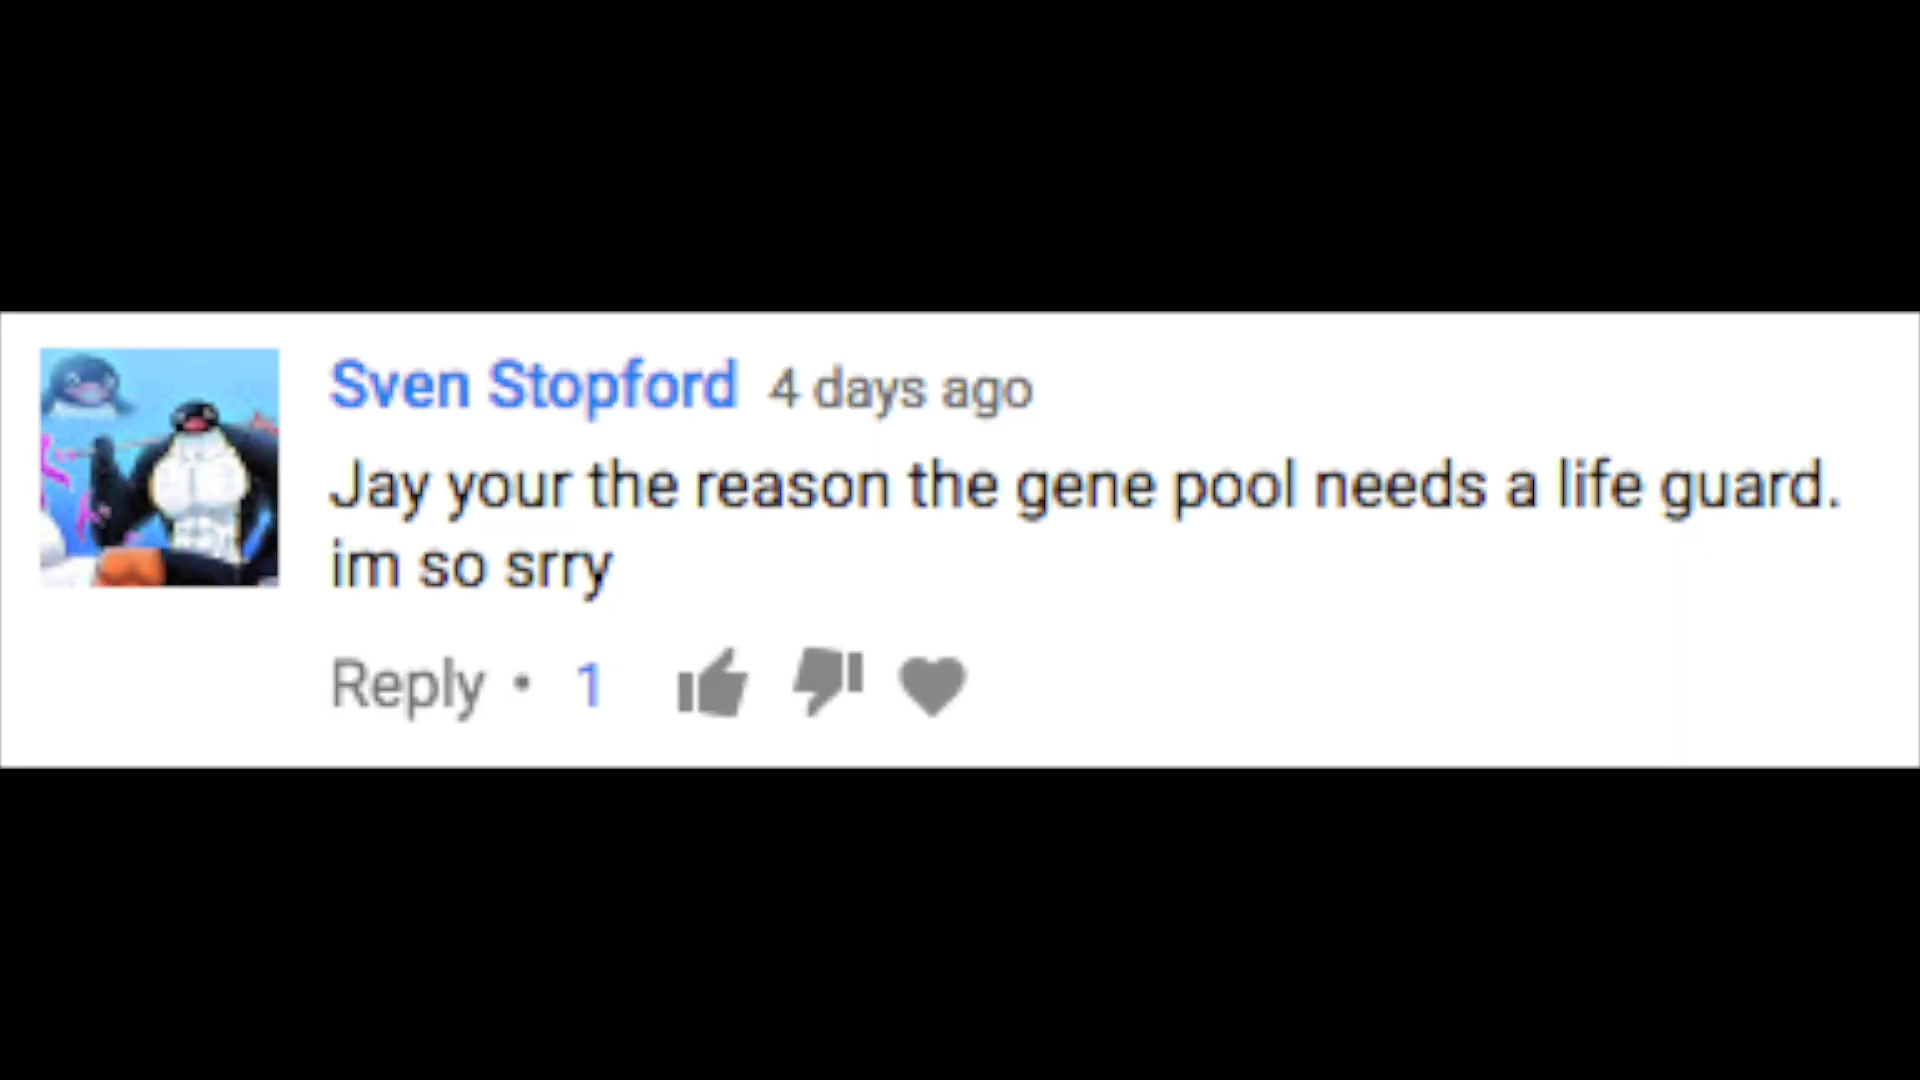 Sven Stopford 4 days ago
Jay your the reason the gene pool needs a life guard.
im so srry
Reply • 1